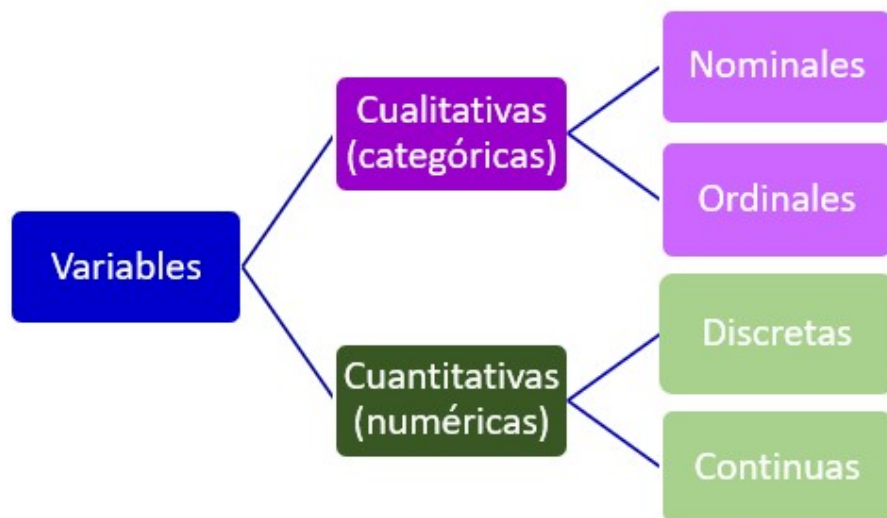 Variables
Cualitativas
(categóricas)
Nominales
Ordinales
Cuantitativas
(numéricas)
Discretas
Continuas